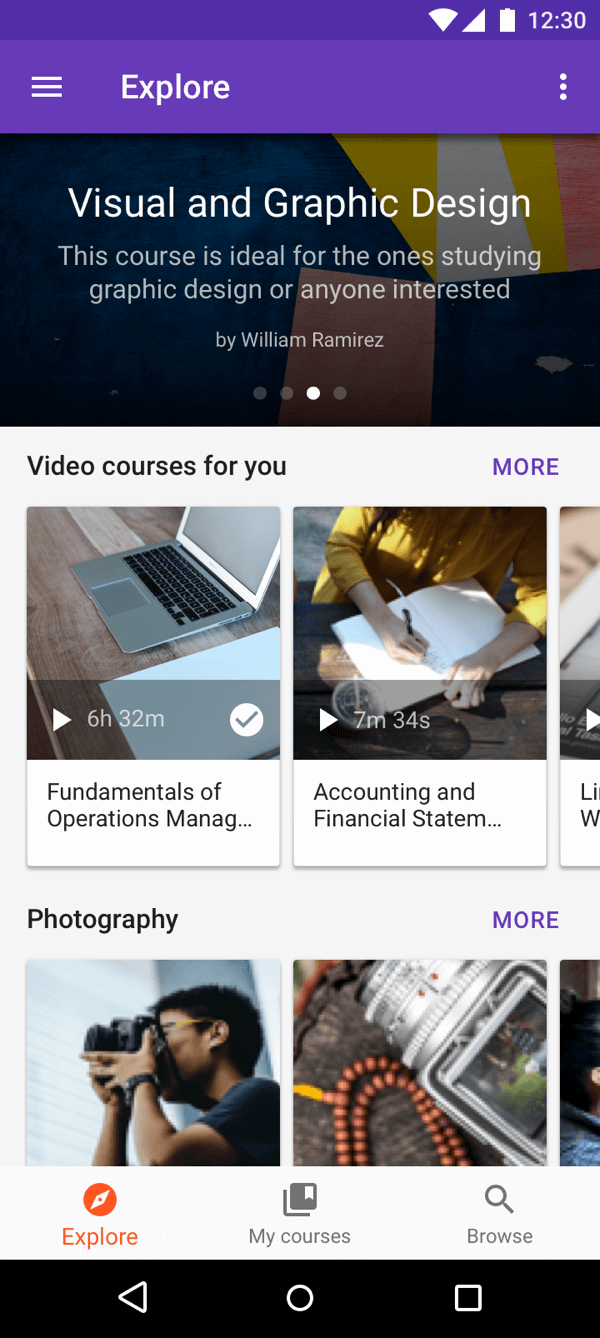 12:30
Explore
Visual and Graphic Design
This course is ideal for the ones studying
graphic design or anyone interested
by William Ramirez
Video courses for you
MORE
6h 32m
7m 34s
Fundamentals of
Operations Manag...
Accounting and
Financial Statem...
Li
W
Photography
MORE
Explore
My courses
Browse